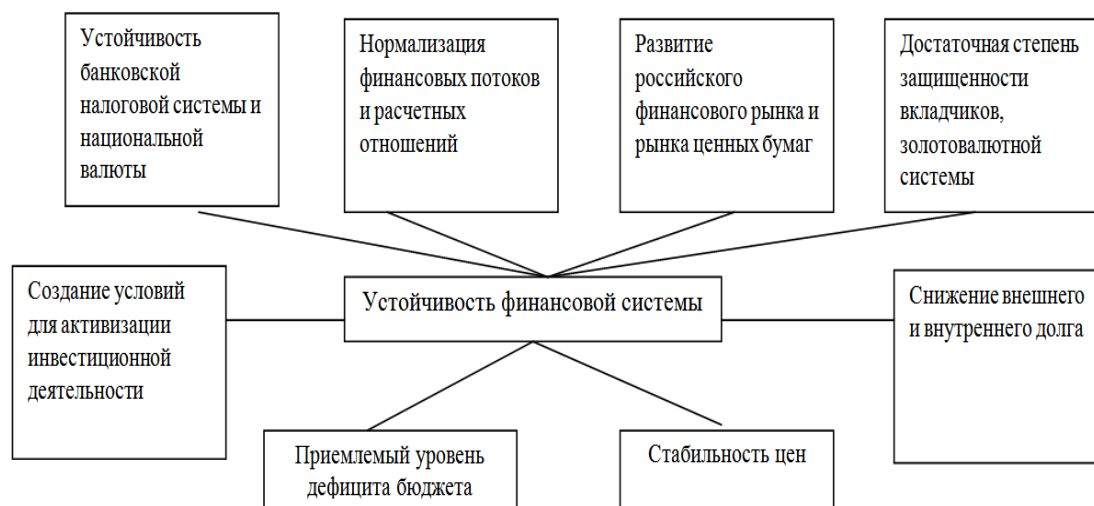 Устойчивость
банковской
налоговой системы и
национальной
валюты
Нормализация
финансовых потоков
и расчетных
отношений
Развитие
российского
финансового рынка и
рынка ценных бумаг
Достаточная степень
защищенности
вкладчиков,
золотовалютной
системы
Создание условий
для активизации
инвестиционной
деятельности
Устойчивость финансовой системы
Снижение внешнего
и внутреннего долга
Приемлемый уровень
дефицита бюджета
Стабильность цен